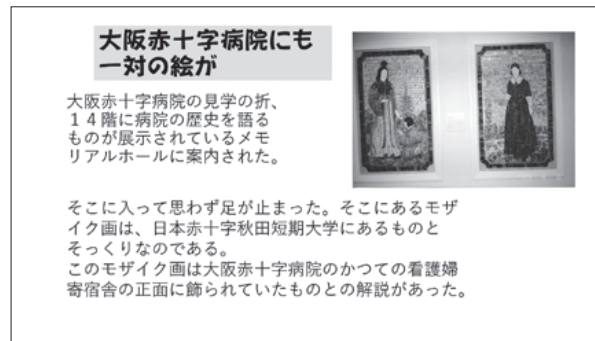 大阪赤十字病院にも
一対の絵が
大阪赤十字病院の見学の折、
１４階に病院の歴史を語る
ものが展示されているメモ
リアルホールに案内された。
そこに入って思わず足が止まった。そこにあるモザ
イク画は、日本赤十字秋田短期大学にあるものと
そっくりなのである。
このモザイク画は大阪赤十字病院のかつての看護婦
寄宿舎の正面に飾られていたものとの解説があった。